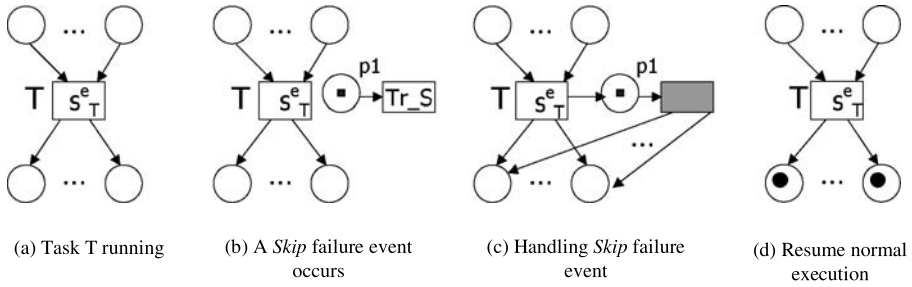 ... ... ... ...
p1 p1
T S^e_T T S^e_T Tr_S T S^e_T T S^e_T
...
... ... ... ...
(a) Task T running (b) A Skip failure event (c) Handling Skip failure (d) Resume normal
occurs event execution